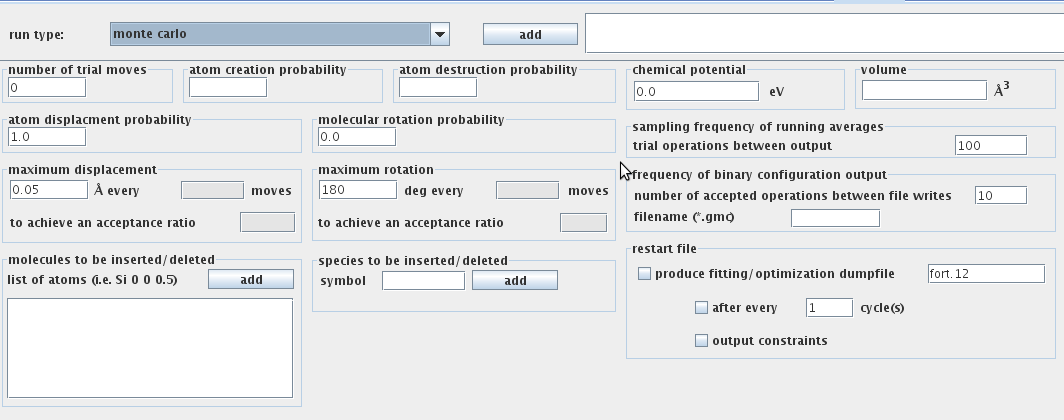 run type: monte carlo add
number of trial moves
0
atom creation probability
atom destruction probability
chemical potential
0.0 eV
volume
Å3
atom displacment probability
1.0
molecular rotation probability
0.0
sampling frequency of running averages
trial operations between output 100
maximum displacement
0.05 Å every moves
to achieve an acceptance ratio
maximum rotation
180 deg every moves
to achieve an acceptance ratio
frequency of binary configuration output
number of accepted operations between file writes 10
filename (*.gmc)
molecules to be inserted/deleted
list of atoms (i.e. Si 0 0 0.5) add
species to be inserted/deleted
symbol add
restart file
produce fitting/optimization dumpfile fort.12
after every 1 cycle(s)
output constraints